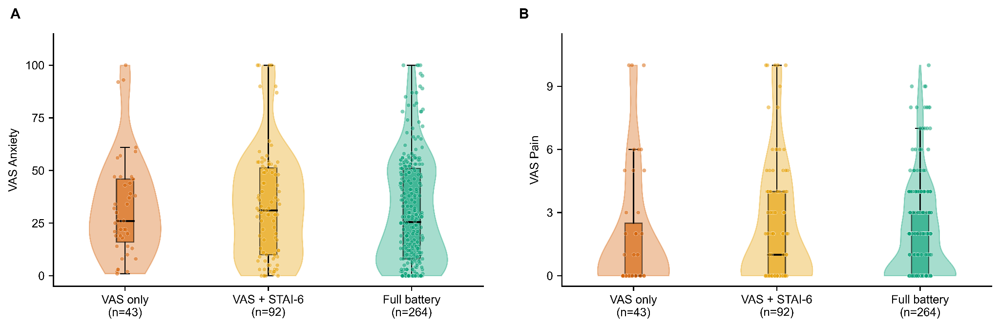 A
VAS Anxiety
100
75
50
25
0
VAS only
(n=43)
VAS + STAI-6
(n=92)
Full battery
(n=264)
B
VAS Pain
9
6
3
0
VAS only
(n=43)
VAS + STAI-6
(n=92)
Full battery
(n=264)